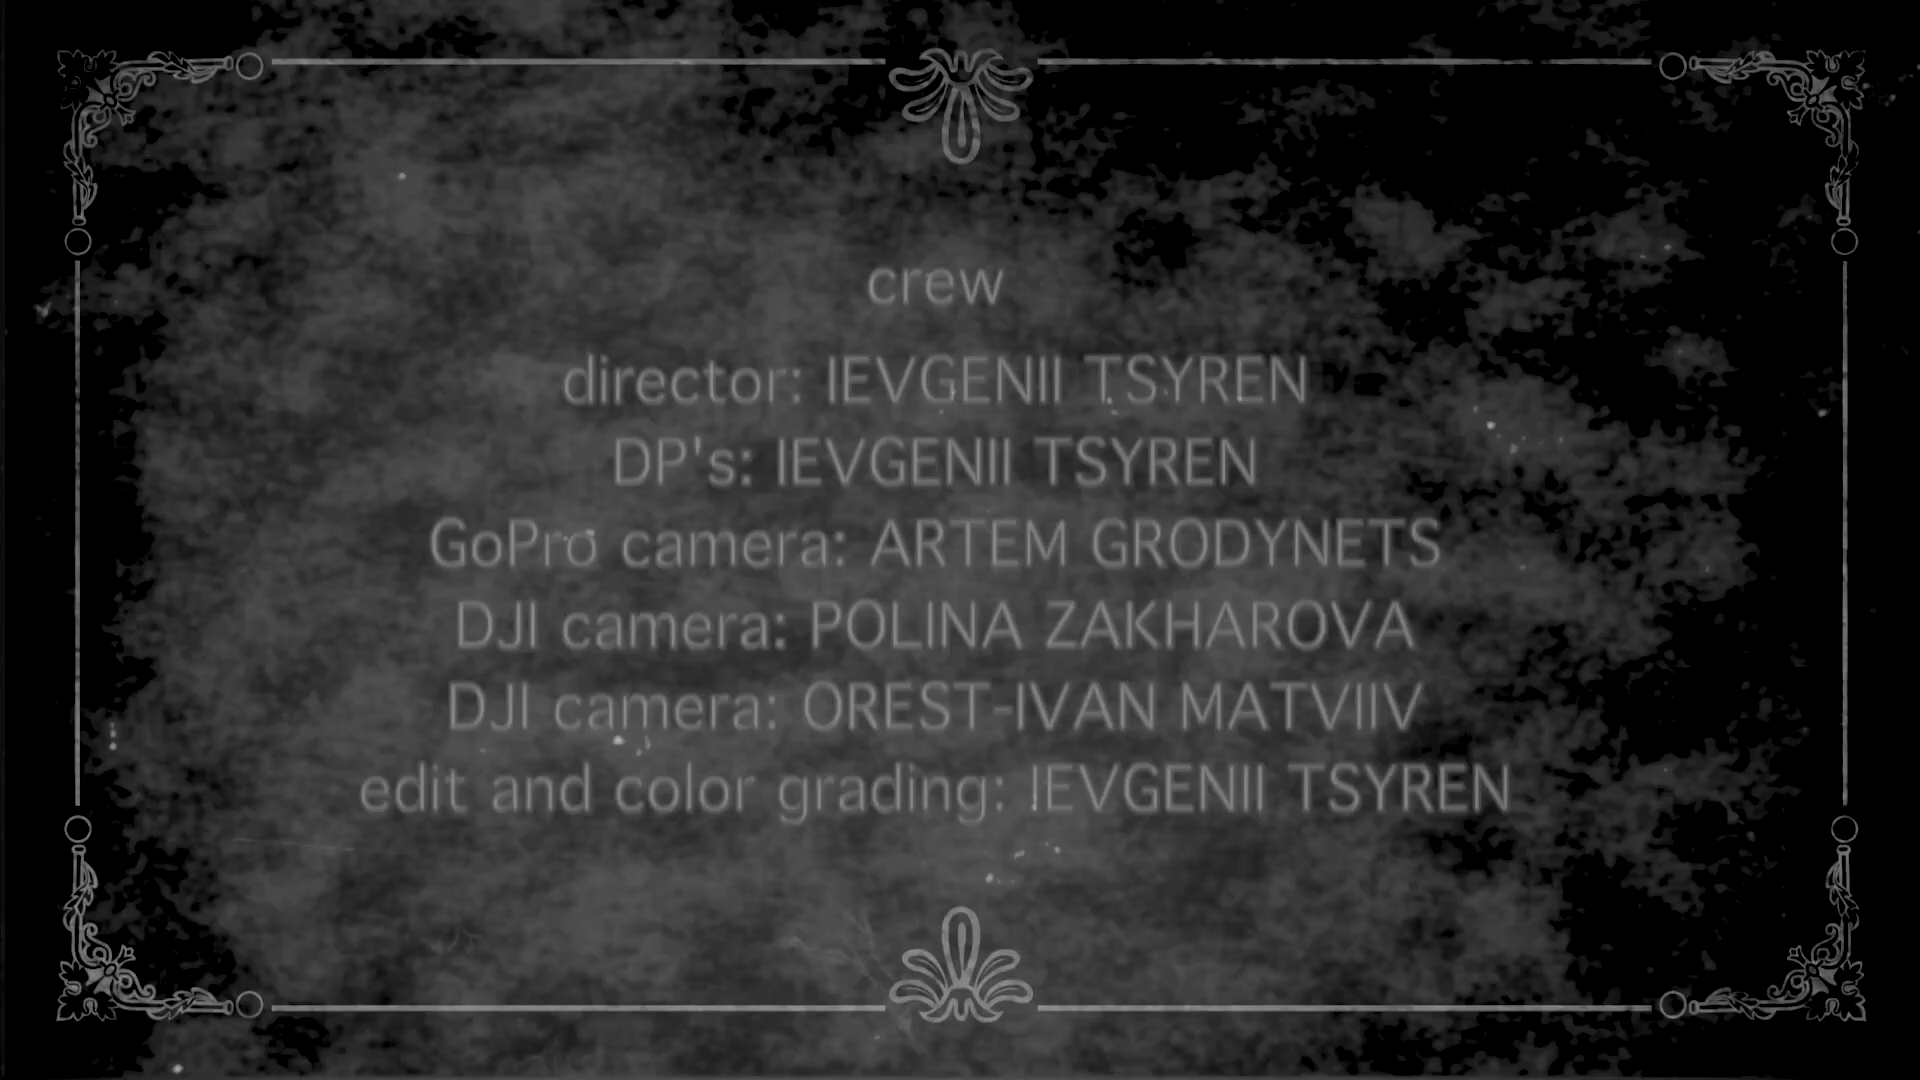 crew
director: IEVGENII TSYREN
DP's: IEVGENII TSYREN
GoPro camera: ARTEM GRODYNETS
DJI camera: POLINA ZAKHAROVA
DJI camera: OREST-IVAN MATVIIV
edit and color grading: IEVGENII TSYREN